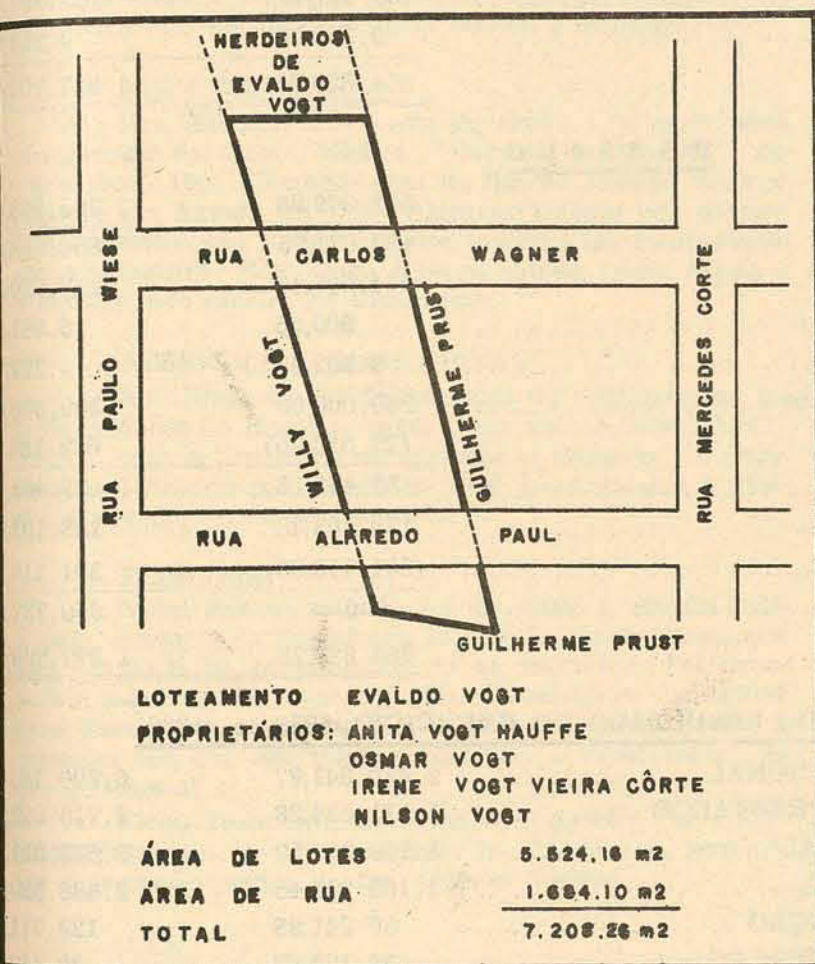 HERDEIROS
DE
EVALDO
VOGT
RUA CARLOS WAGNER
RUA PAULO WIESE
WILLY VOGT
GUILHERME PRUST
RUA MERCEDES CORTE
RUA ALFREDO PAUL
GUILHERME PRUST
LOTEAMENTO EVALDO VOGT
PROPRIETÁRIOS: ANITA VOGT HAUFFE
OSMAR VOGT
IRENE VOGT VIEIRA CÔRTE
NILSON VOGT
ÁREA DE LOTES 5.524,16 m2
ÁREA DE RUA 1.684,10 m2
TOTAL 7.208,26 m2